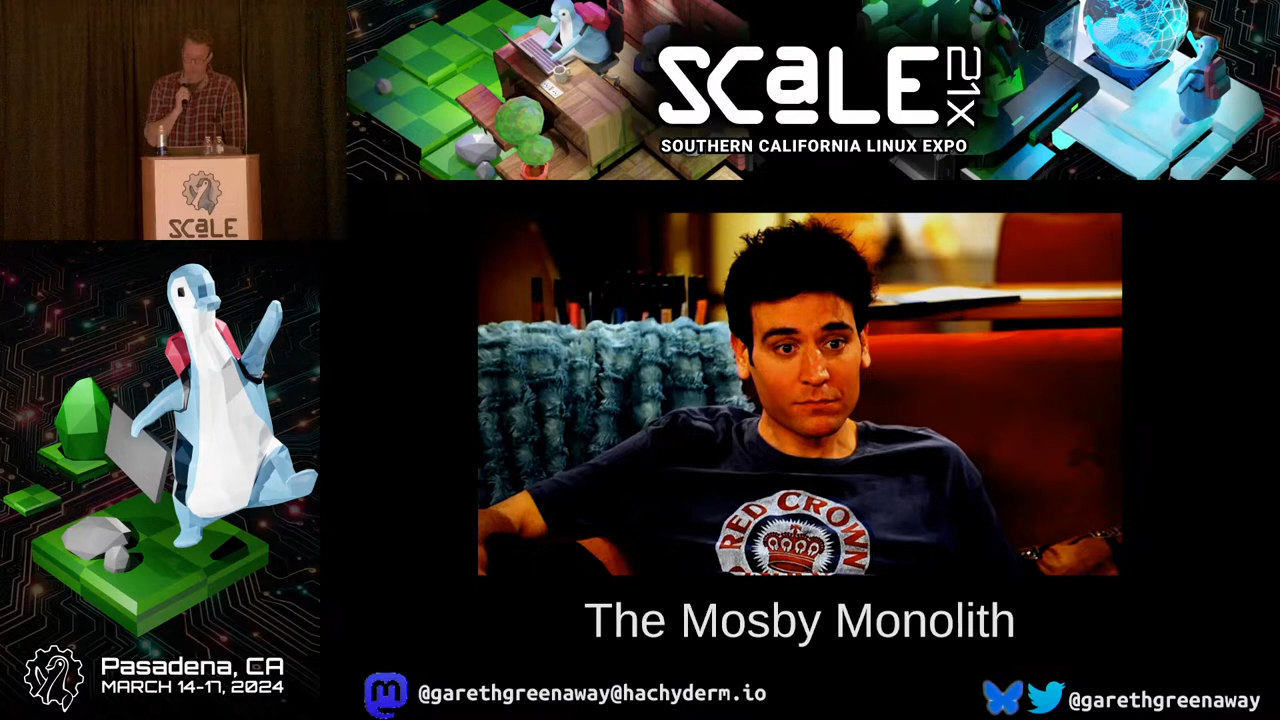 SCALE
SCALE 21X
SOUTHERN CALIFORNIA LINUX EXPO
RED CROWN
The Mosby Monolith
Pasadena, CA
MARCH 14-17, 2024
@garethgreenaway@hachyderm.io
@garethgreenaway